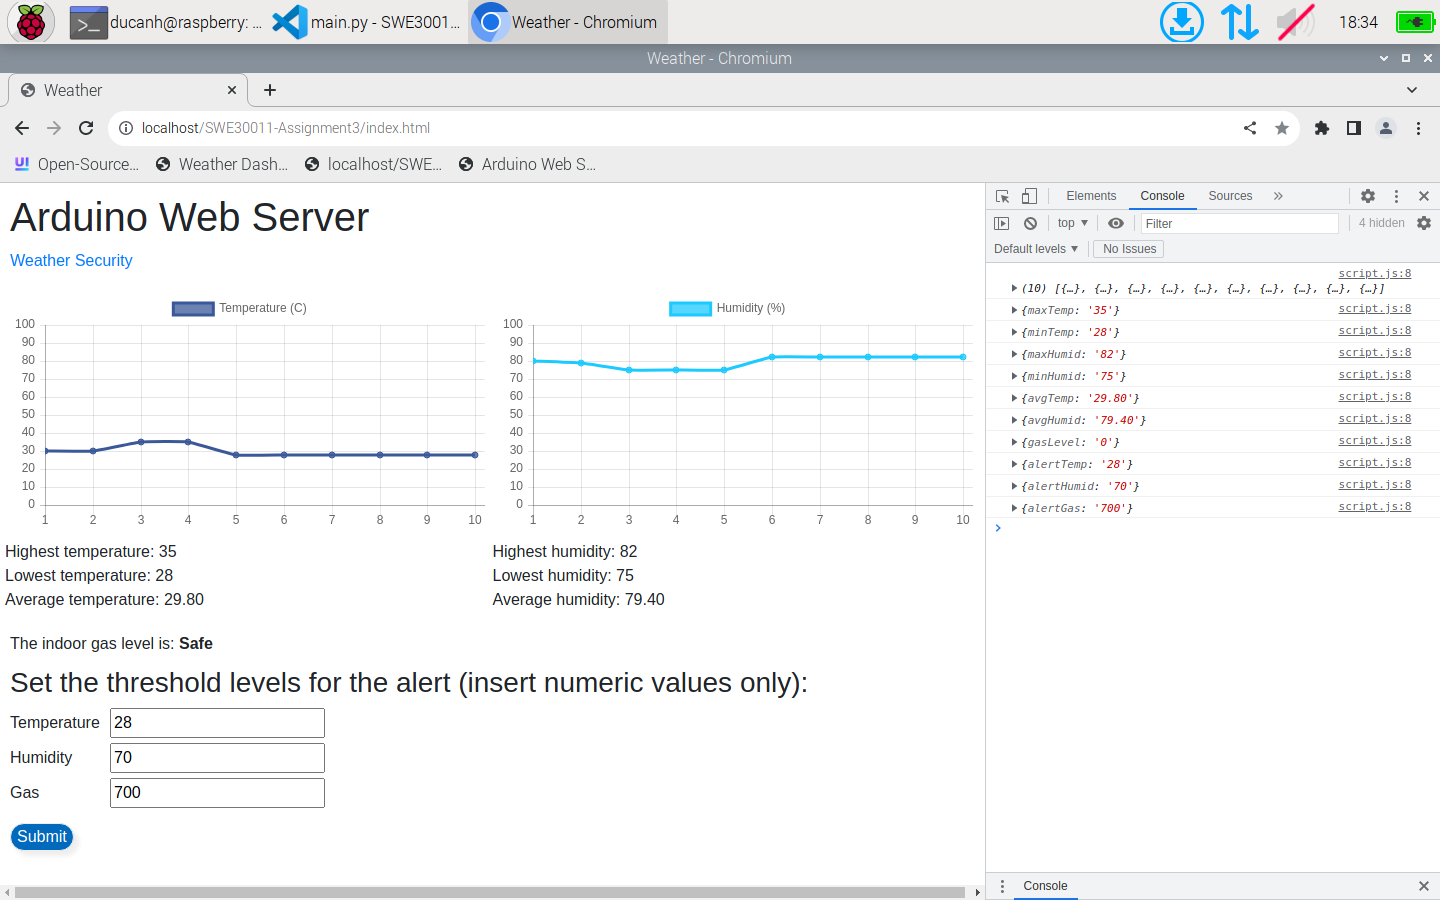 ducanh@raspberry: ...
main.py - SWE3001...
Weather - Chromium
18:34
Weather - Chromium
Weather
localhost/SWE30011-Assignment3/index.html
Open-Source...
Weather Dash...
localhost/SWE...
Arduino Web S...
Arduino Web Server
Weather Security
Temperature (C)
100
90
80
70
60
50
40
30
20
10
0
1 2 3 4 5 6 7 8 9 10
Humidity (%)
100
90
80
70
60
50
40
30
20
10
0
1 2 3 4 5 6 7 8 9 10
Highest temperature: 35
Lowest temperature: 28
Average temperature: 29.80
Highest humidity: 82
Lowest humidity: 75
Average humidity: 79.40
The indoor gas level is: Safe
Set the threshold levels for the alert (insert numeric values only):
Temperature 28
Humidity 70
Gas 700
Submit
Elements Console Sources
top Filter 4 hidden
Default levels No Issues
script.js:8
(10) [{…}, {…}, {…}, {…}, {…}, {…}, {…}, {…}, {…}, {…}]
{maxTemp: '35'} script.js:8
{minTemp: '28'} script.js:8
{maxHumid: '82'} script.js:8
{minHumid: '75'} script.js:8
{avgTemp: '29.80'} script.js:8
{avgHumid: '79.40'} script.js:8
{gasLevel: '0'} script.js:8
{alertTemp: '28'} script.js:8
{alertHumid: '70'} script.js:8
{alertGas: '700'} script.js:8
Console